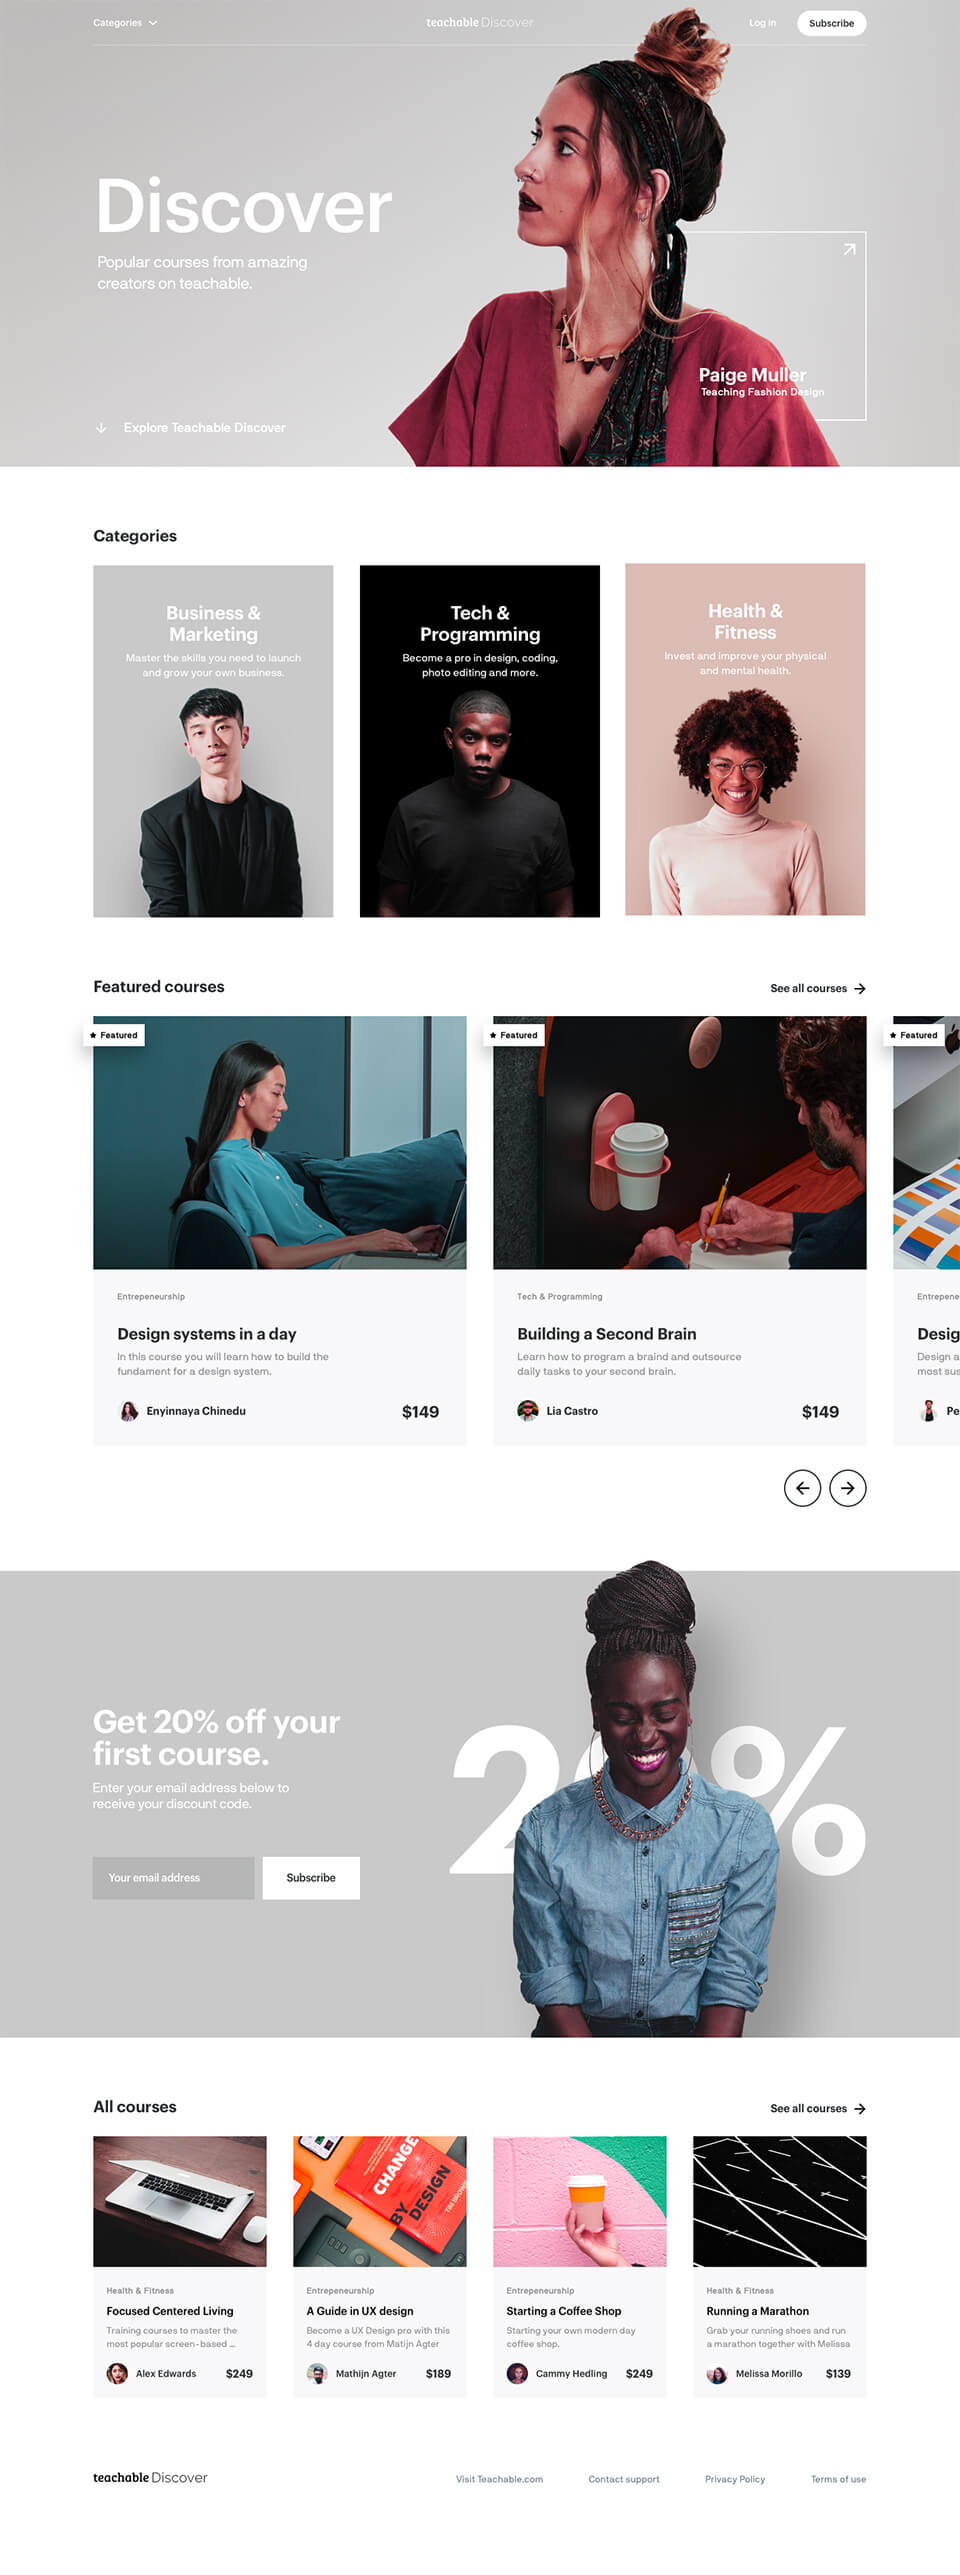 Categories
teachable Discover
Log in
Subscribe
Discover
Popular courses from amazing
creators on teachable.
Paige Muller
Teaching Fashion Design
Explore Teachable Discover
Categories
Business &
Marketing
Master the skills you need to launch
and grow your own business.
Tech &
Programming
Become a pro in design, coding,
photo editing and more.
Health &
Fitness
Invest and improve your physical
and mental health.
Featured courses
See all courses
Featured
Entrepeneurship
Design systems in a day
In this course you will learn how to build the
fundament for a design system.
Enyinnaya Chinedu
$149
Featured
Tech & Programming
Building a Second Brain
Learn how to program a braind and outsource
daily tasks to your second brain.
Lia Castro
$149
Featured
Entrepene
Desig
Design a
most sus
Pe
Get 20% off your
first course.
Enter your email address below to
receive your discount code.
Your email address
Subscribe
20%
All courses
See all courses
Health & Fitness
Focused Centered Living
Training courses to master the
most popular screen-based ...
Alex Edwards
$249
CHANGE
BY
DESIGN
TIM BROWN
Entrepeneurship
A Guide in UX design
Become a UX Design pro with this
4 day course from Matijn Agter
Mathijn Agter
$189
Entrepeneurship
Starting a Coffee Shop
Starting your own modern day
coffee shop.
Cammy Hedling
$249
Health & Fitness
Running a Marathon
Grab your running shoes and run
a marathon together with Melissa
Melissa Morillo
$139
teachable Discover
Visit Teachable.com
Contact support
Privacy Policy
Terms of use